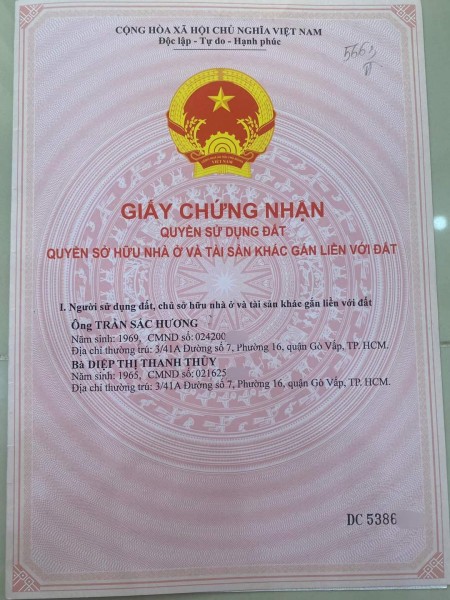 CỘNG HÒA XÃ HỘI CHỦ NGHĨA VIỆT NAM
Độc lập - Tự do - Hạnh phúc
VIỆT NAM
GIẤY CHỨNG NHẬN
QUYỀN SỬ DỤNG ĐẤT
QUYỀN SỞ HỮU NHÀ Ở VÀ TÀI SẢN KHÁC GẮN LIỀN VỚI ĐẤT
I. Người sử dụng đất, chủ sở hữu nhà ở và tài sản khác gắn liền với đất
Ông TRẦN SẮC HƯƠNG
Năm sinh: 1969, CMND số: 024200
Địa chỉ thường trú: 3/41A Đường số 7, Phường 16, quận Gò Vấp, TP. HCM.
Bà DIỆP THỊ THANH THỦY
Năm sinh: 1965, CMND số: 021625
Địa chỉ thường trú: 3/41A Đường số 7, Phường 16, quận Gò Vấp, TP. HCM.
DC 5386